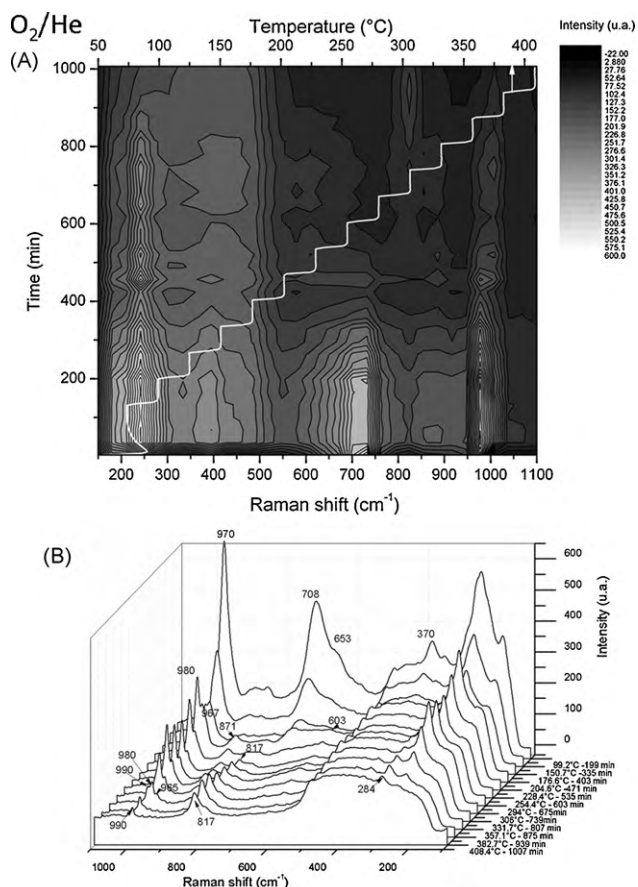 O2/He
Temperature (°C)
50 100 150 200 250 300 350 400
Intensity (u.a.)
(A)
-22.00
2.880
27.76
52.64
77.52
102.4
127.3
152.2
201.9
226.8
251.7
276.6
301.4
326.3
351.2
376.1
401.0
425.8
450.7
475.6
500.5
525.4
550.2
575.1
600.0
1000
800
600
400
200
Time (min)
200 300 400 500 600 700 800 900 1000 1100
Raman shift (cm-1)
(B)
970
708
653
370
980
967
871
603
817
980
990
965
284
990
817
600
500
400
300
200
100
0
Intensity (u.a.)
99.2°C -199 min
150.7°C -335 min
176.6°C - 403 min
204.5°C -471 min
228.4°C - 535 min
254.4°C - 603 min
294°C - 675min
306°C -739min
331.7°C - 807 min
357.1°C - 875 min
382.7°C - 939 min
408.4°C - 1007 min
1000 800 600 400 200
Raman shift (cm-1)